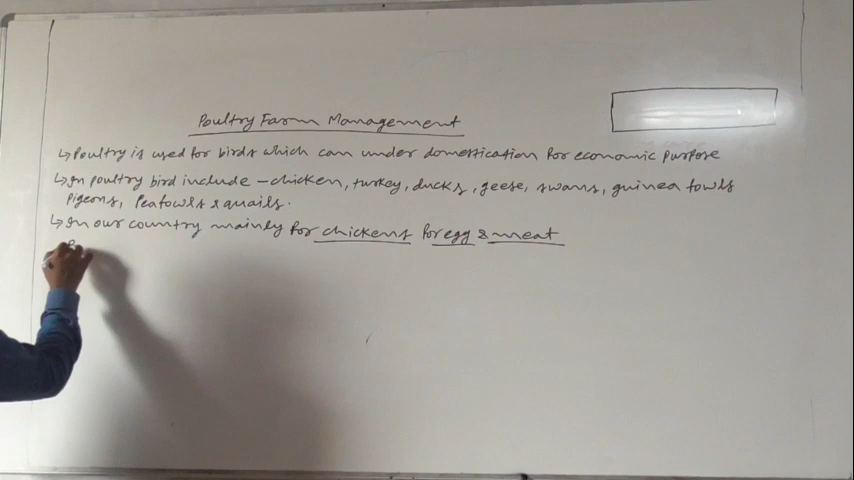 Poultry Farm Management
↳ Poultry is used for birds which can under domestication for economic purpose
↳ In poultry bird include - chicken, turkey, ducks, geese, swans, guinea fowls
pigeons, Peafowls & quails.
↳ In our country mainly for chickens for egg & meat